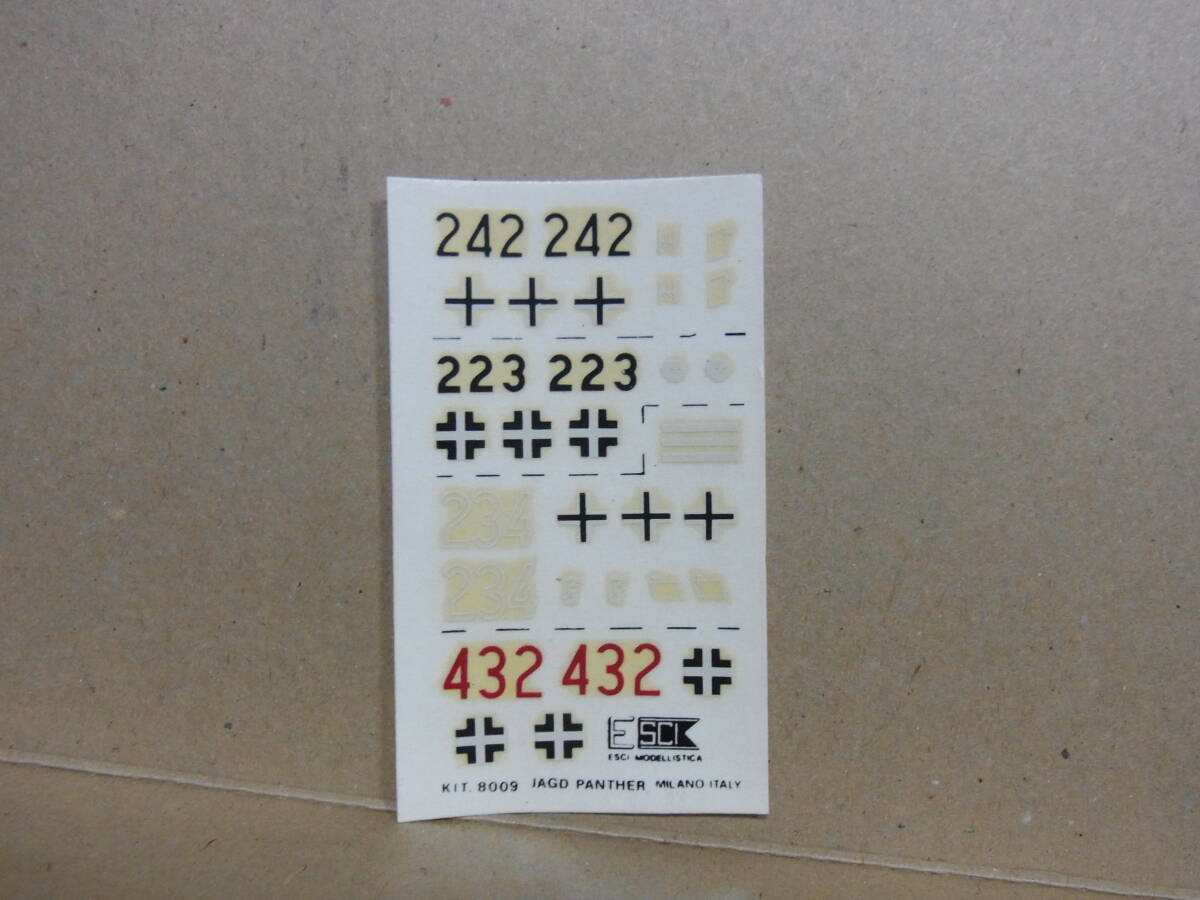 242 242
223 223
234
234
432 432
ESCI
ESCI MODELLISTICA
KIT. 8009 JAGD PANTHER MILANO ITALY